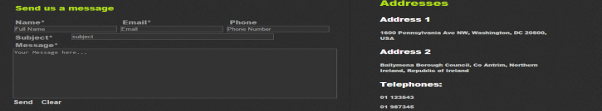 Send us a message
Name*
Email*
Phone
Full Name
Email
Phone Number
Subject*
subject
Message*
Your Message here...
Send
Clear
Addresses
Address 1
1600 Pennsylvania Ave NW, Washington, DC 20500,
USA
Address 2
Ballymena Borough Council, Co Antrim, Northern
Ireland, Republic of Ireland
Telephones:
01 123543
01 987345